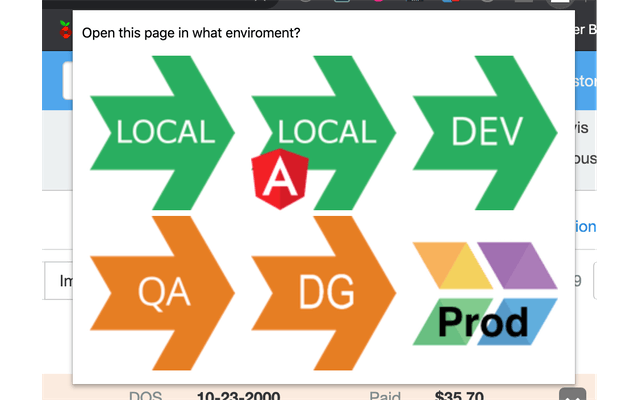 er B
Open this page in what enviroment?
stor
LOCAL
LOCAL
DEV
A
vis
ous
ion
Im
QA
DG
Prod
9
DOS 10-23-2000 Paid $35.70